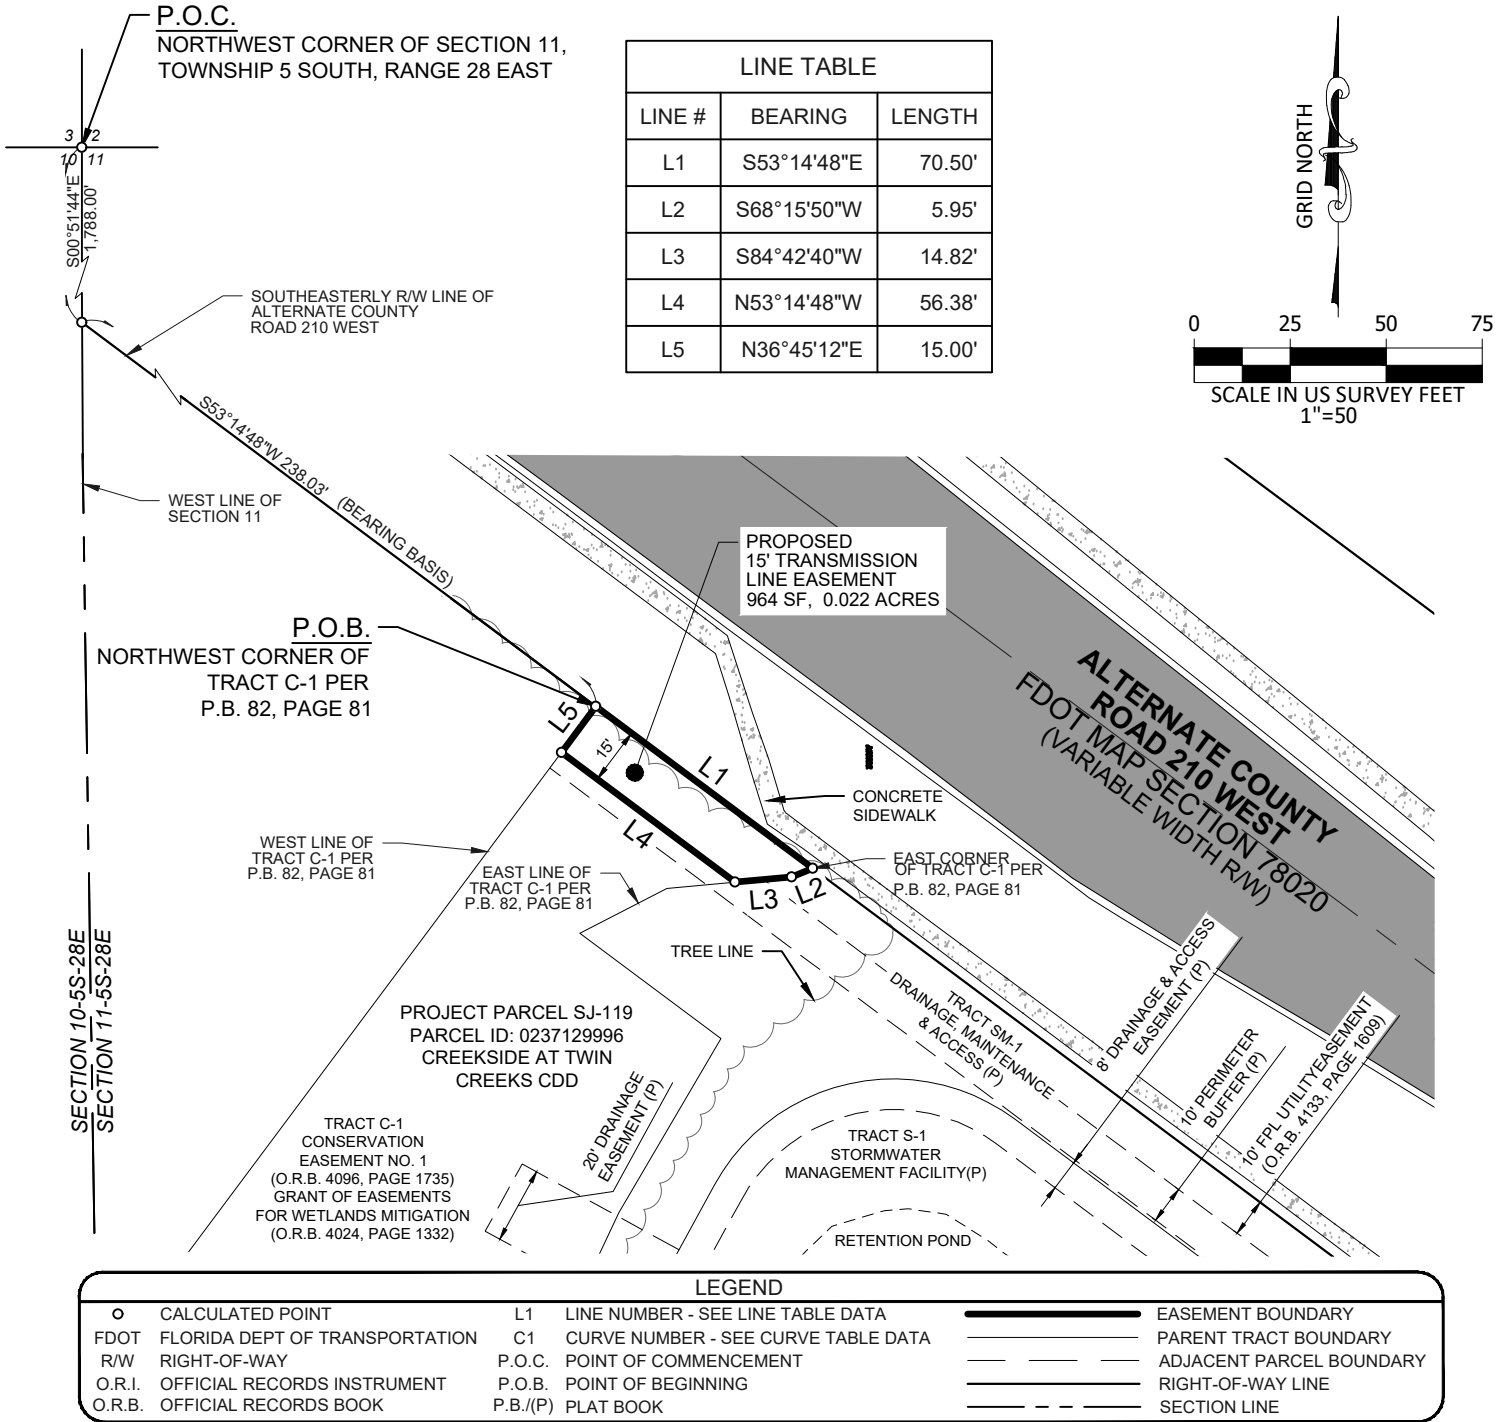 P.O.C.
NORTHWEST CORNER OF SECTION 11,
TOWNSHIP 5 SOUTH, RANGE 28 EAST
3 2
10 11
S00°51'44"E
1,788.00'
LINE TABLE
LINE # BEARING LENGTH
L1 S53°14'48"E 70.50'
L2 S68°15'50"W 5.95'
L3 S84°42'40"W 14.82'
L4 N53°14'48"W 56.38'
L5 N36°45'12"E 15.00'
GRID NORTH
0 25 50 75
SCALE IN US SURVEY FEET
1"=50
SOUTHEASTERLY R/W LINE OF
ALTERNATE COUNTY
ROAD 210 WEST
S53°14'48"W 238.03' (BEARING BASIS)
WEST LINE OF
SECTION 11
PROPOSED
15' TRANSMISSION
LINE EASEMENT
964 SF, 0.022 ACRES
P.O.B.
NORTHWEST CORNER OF
TRACT C-1 PER
P.B. 82, PAGE 81
L5
15'
L1
L4
L3
L2
ALTERNATE COUNTY
ROAD 210 WEST
FDOT MAP SECTION 78020
(VARIABLE WIDTH R/W)
CONCRETE
SIDEWALK
WEST LINE OF
TRACT C-1 PER
P.B. 82, PAGE 81
EAST LINE OF
TRACT C-1 PER
P.B. 82, PAGE 81
EAST CORNER
OF TRACT C-1 PER
P.B. 82, PAGE 81
TREE LINE
SECTION 10-5S-28E
SECTION 11-5S-28E
PROJECT PARCEL SJ-119
PARCEL ID: 0237129996
CREEKSIDE AT TWIN
CREEKS CDD
TRACT SM-1
DRAINAGE, MAINTENANCE
& ACCESS (P)
8' DRAINAGE & ACCESS
EASEMENT (P)
10' PERIMETER
BUFFER (P)
10' FPL UTILITY EASEMENT
(O.R.B. 4133, PAGE 1609)
20' DRAINAGE
EASEMENT (P)
TRACT C-1
CONSERVATION
EASEMENT NO. 1
(O.R.B. 4096, PAGE 1735)
GRANT OF EASEMENTS
FOR WETLANDS MITIGATION
(O.R.B. 4024, PAGE 1332)
TRACT S-1
STORMWATER
MANAGEMENT FACILITY(P)
RETENTION POND
LEGEND
CALCULATED POINT L1 LINE NUMBER - SEE LINE TABLE DATA EASEMENT BOUNDARY
FDOT FLORIDA DEPT OF TRANSPORTATION C1 CURVE NUMBER - SEE CURVE TABLE DATA PARENT TRACT BOUNDARY
R/W RIGHT-OF-WAY P.O.C. POINT OF COMMENCEMENT ADJACENT PARCEL BOUNDARY
O.R.I. OFFICIAL RECORDS INSTRUMENT P.O.B. POINT OF BEGINNING RIGHT-OF-WAY LINE
O.R.B. OFFICIAL RECORDS BOOK P.B./(P) PLAT BOOK SECTION LINE